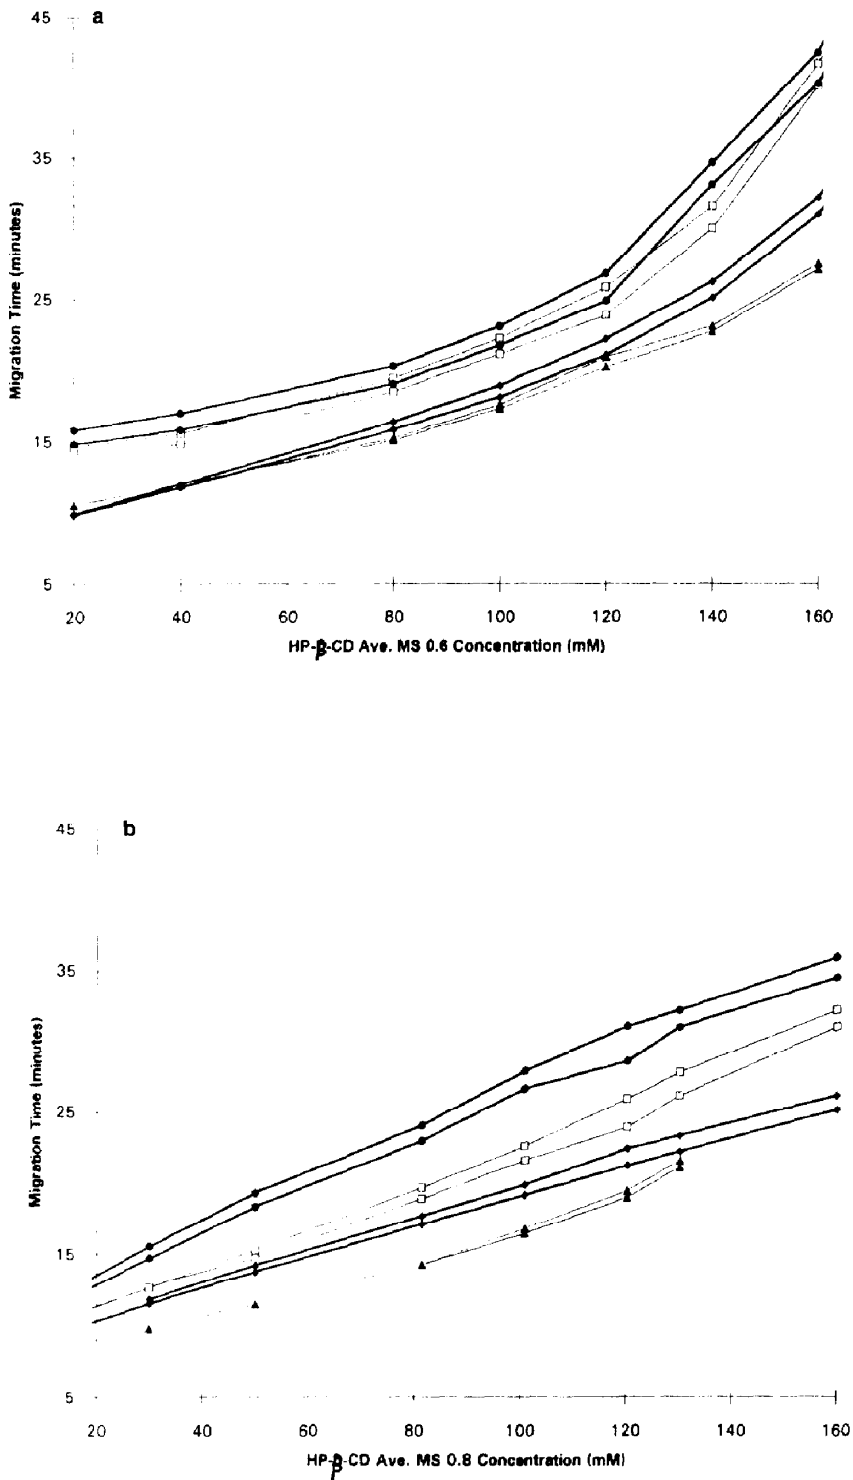 a
45
35
25
15
5
Migration Time (minutes)
20 40 60 80 100 120 140 160
HP-β-CD Ave. MS 0.6 Concentration (mM)
b
45
35
25
15
5
Migration Time (minutes)
20 40 60 80 100 120 140 160
HP-β-CD Ave. MS 0.8 Concentration (mM)